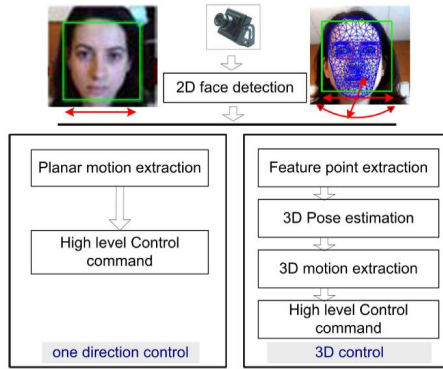 2D face detection
Planar motion extraction
High level Control
command
one direction control
Feature point extraction
3D Pose estimation
3D motion extraction
High level Control
command
3D control